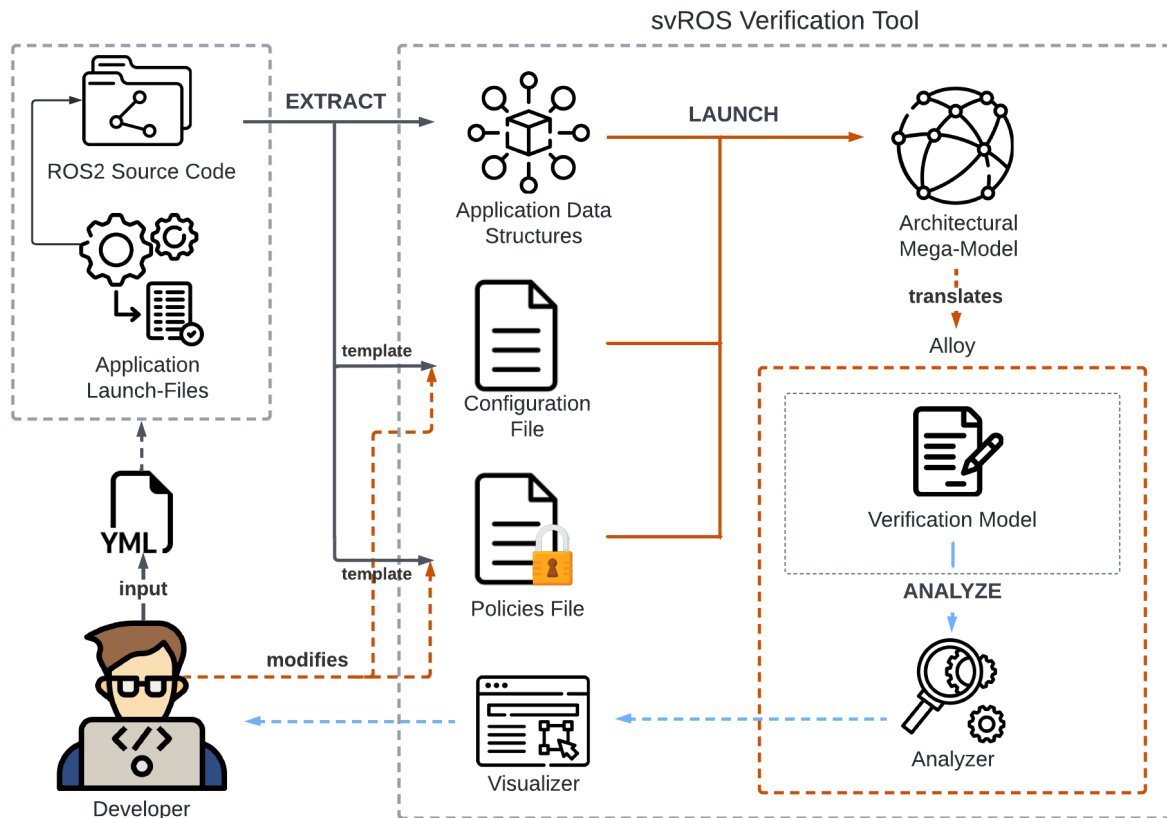 svROS Verification Tool
EXTRACT
LAUNCH
ROS2 Source Code
Application Data
Structures
Architectural
Mega-Model
translates
Application
Launch-Files
template
Alloy
Configuration
File
YML
Verification Model
template
input
ANALYZE
Policies File
modifies
</>
Analyzer
Visualizer
Developer